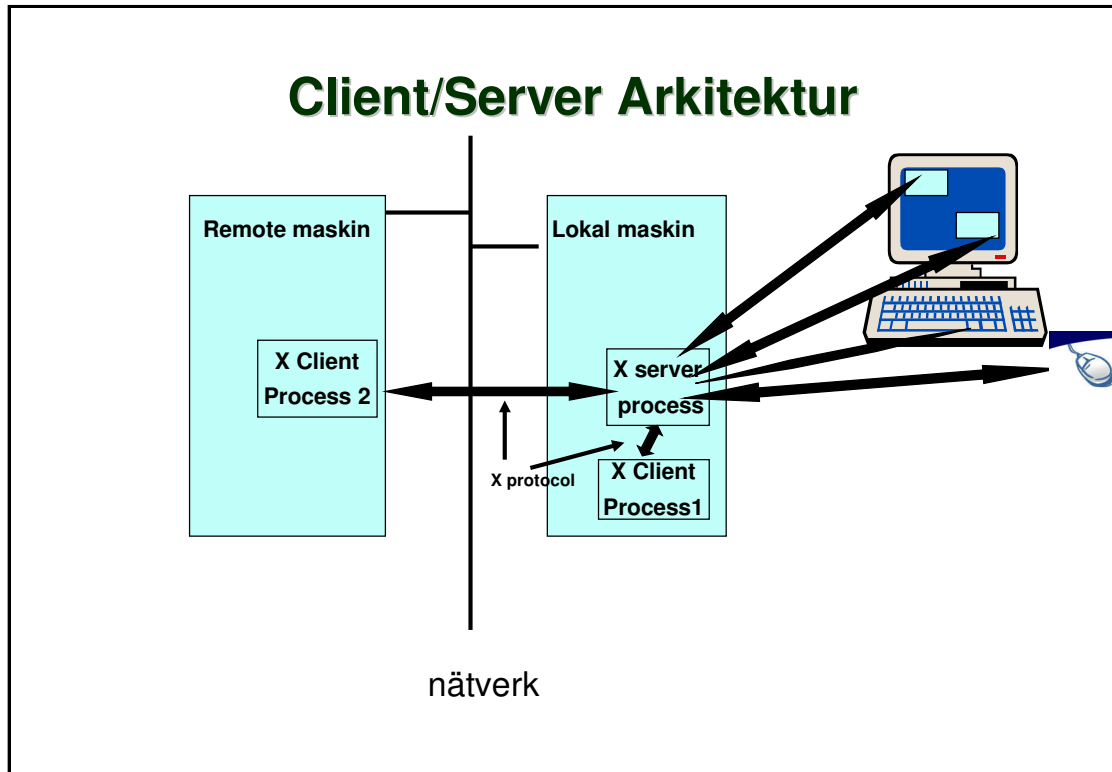 Client/Server Arkitektur
Remote maskin
Lokal maskin
X Client
Process 2
X server
process
X protocol
X Client
Process1
nätverk